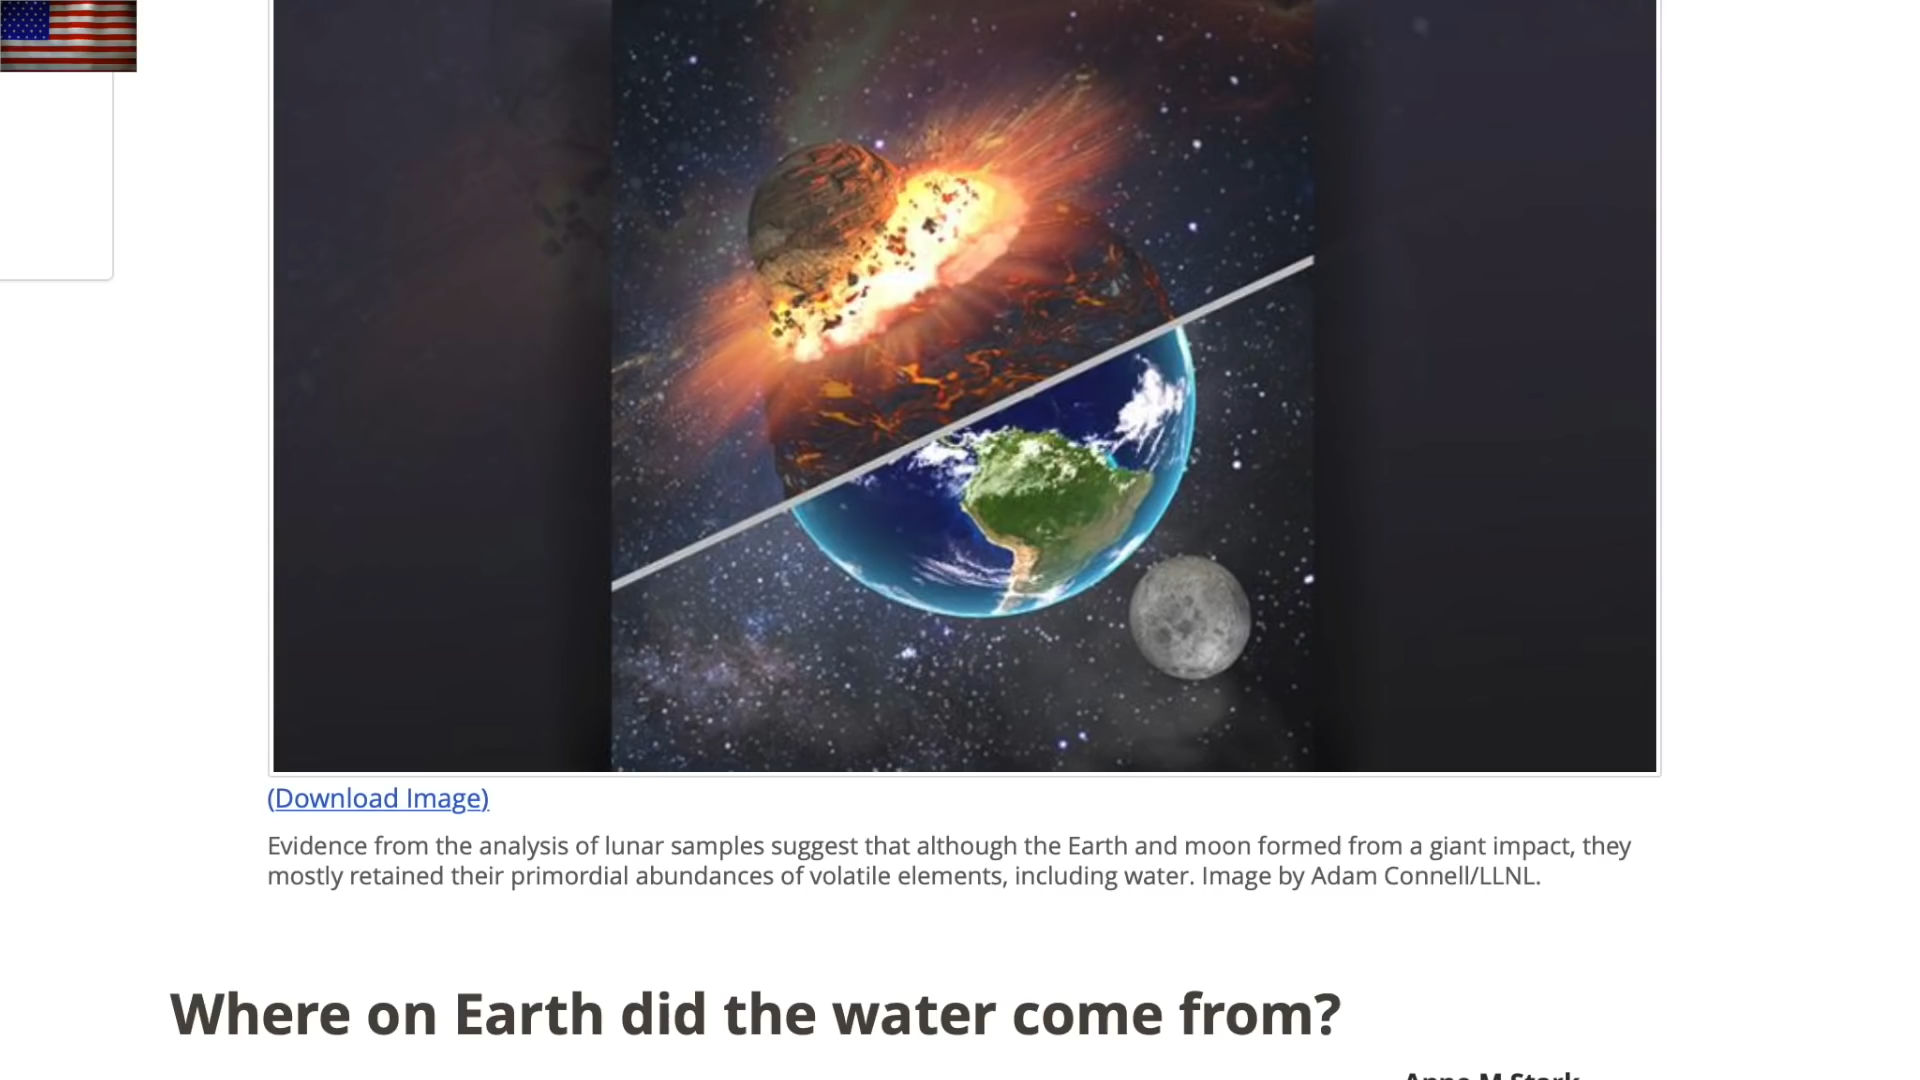 (Download Image)
Evidence from the analysis of lunar samples suggest that although the Earth and moon formed from a giant impact, they
mostly retained their primordial abundances of volatile elements, including water. Image by Adam Connell/LLNL.
Where on Earth did the water come from?
Anne M Stark